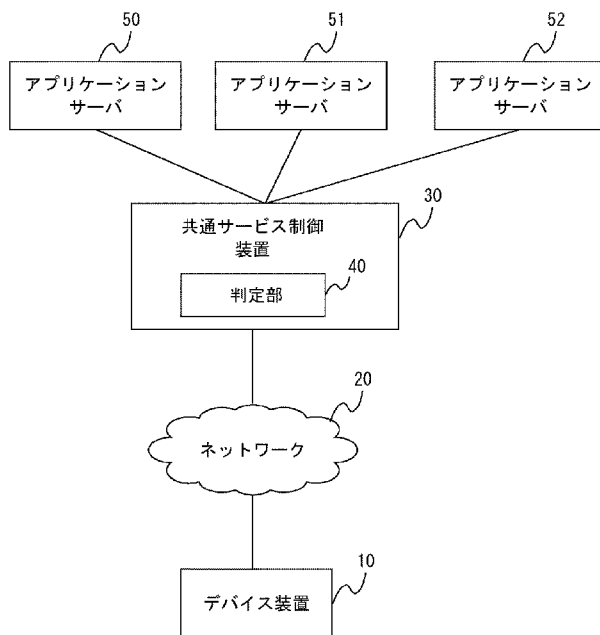 50
51
52
アプリケーション
サーバ
アプリケーション
サーバ
アプリケーション
サーバ
30
共通サービス制御
装置
40
判定部
20
ネットワーク
10
デバイス装置